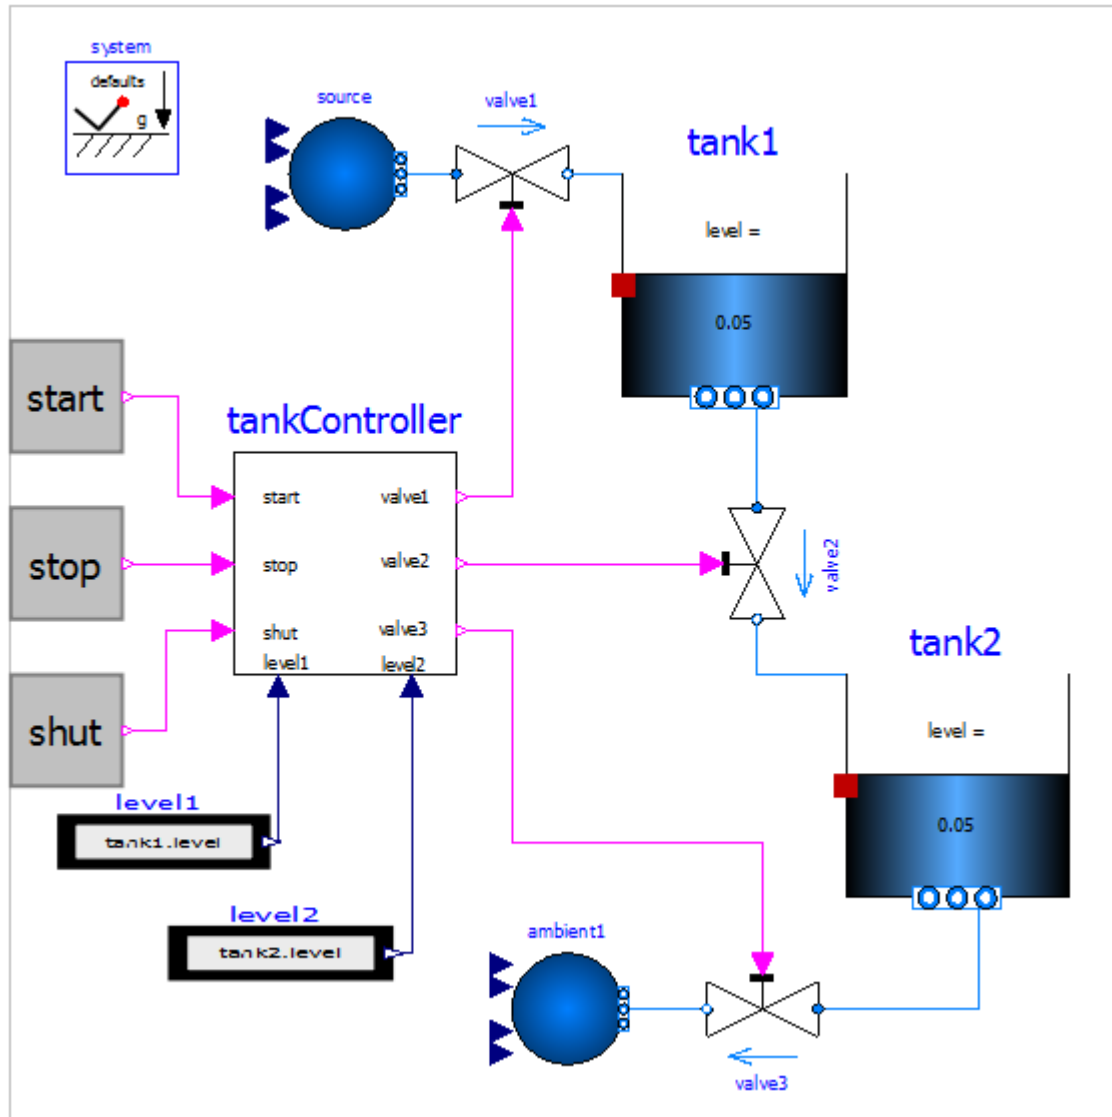 system
defaults
g
source
valve1
tank1
level =
0.05
start
tankController
start
valve1
stop
stop
valve2
valve2
shut
valve3
level1
level2
tank2
level =
0.05
shut
level1
tank1.level
level2
tank2.level
ambient1
valve3